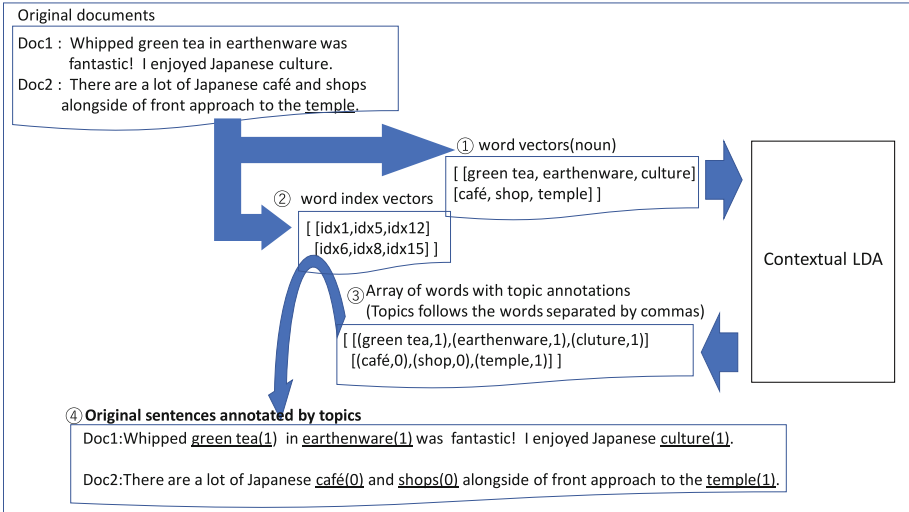 Original documents
Doc1 : Whipped green tea in earthenware was
fantastic! I enjoyed Japanese culture.
Doc2 : There are a lot of Japanese café and shops
alongside of front approach to the temple.
① word vectors(noun)
[ [green tea, earthenware, culture]
[café, shop, temple] ]
② word index vectors
[ [idx1,idx5,idx12]
[idx6,idx8,idx15] ]
Contextual LDA
③ Array of words with topic annotations
(Topics follows the words separated by commas)
[ [(green tea,1),(earthenware,1),(cluture,1)]
[(café,0),(shop,0),(temple,1)] ]
④ Original sentences annotated by topics
Doc1:Whipped green tea(1) in earthenware(1) was fantastic! I enjoyed Japanese culture(1).
Doc2:There are a lot of Japanese café(0) and shops(0) alongside of front approach to the temple(1).